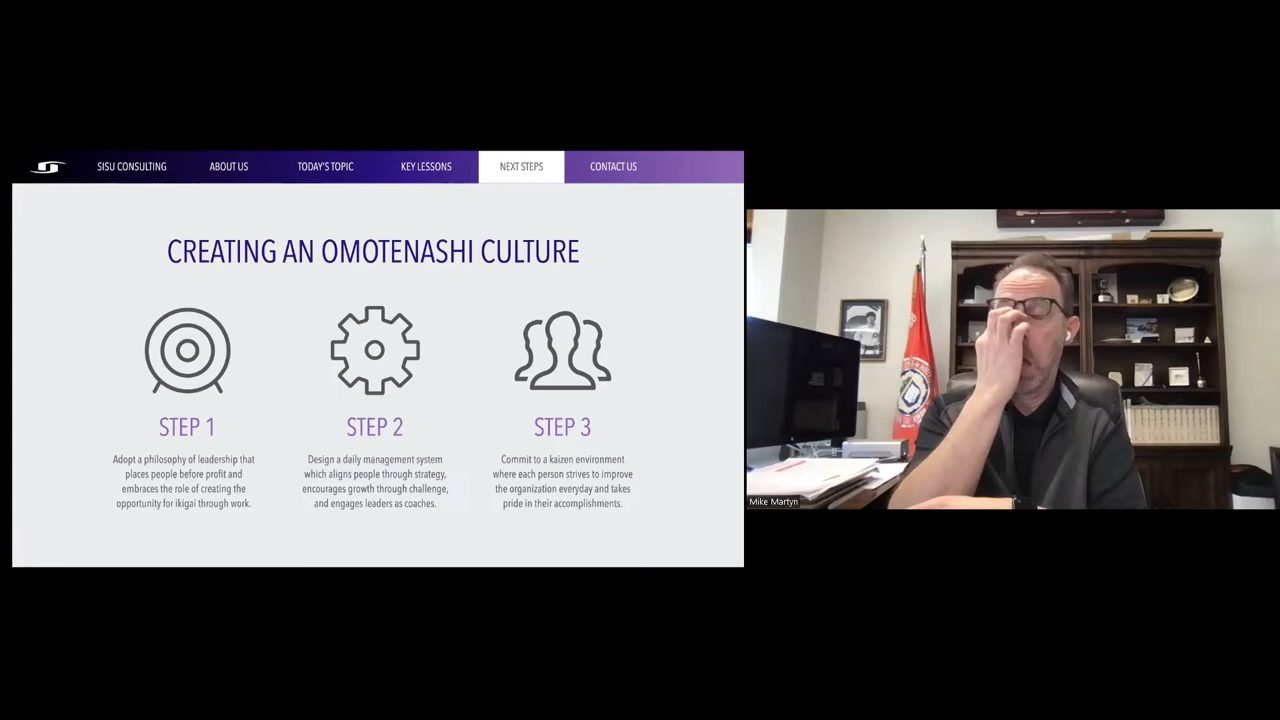 SISU CONSULTING
ABOUT US
TODAY'S TOPIC
KEY LESSONS
NEXT STEPS
CONTACT US
CREATING AN OMOTENASHI CULTURE
STEP 1
Adopt a philosophy of leadership that
places people before profit and
embraces the role of creating the
opportunity for ikigai through work.
STEP 2
Design a daily management system
which aligns people through strategy,
encourages growth through challenge,
and engages leaders as coaches.
STEP 3
Commit to a kaizen environment
where each person strives to improve
the organization everyday and takes
pride in their accomplishments.
Mike Martyn